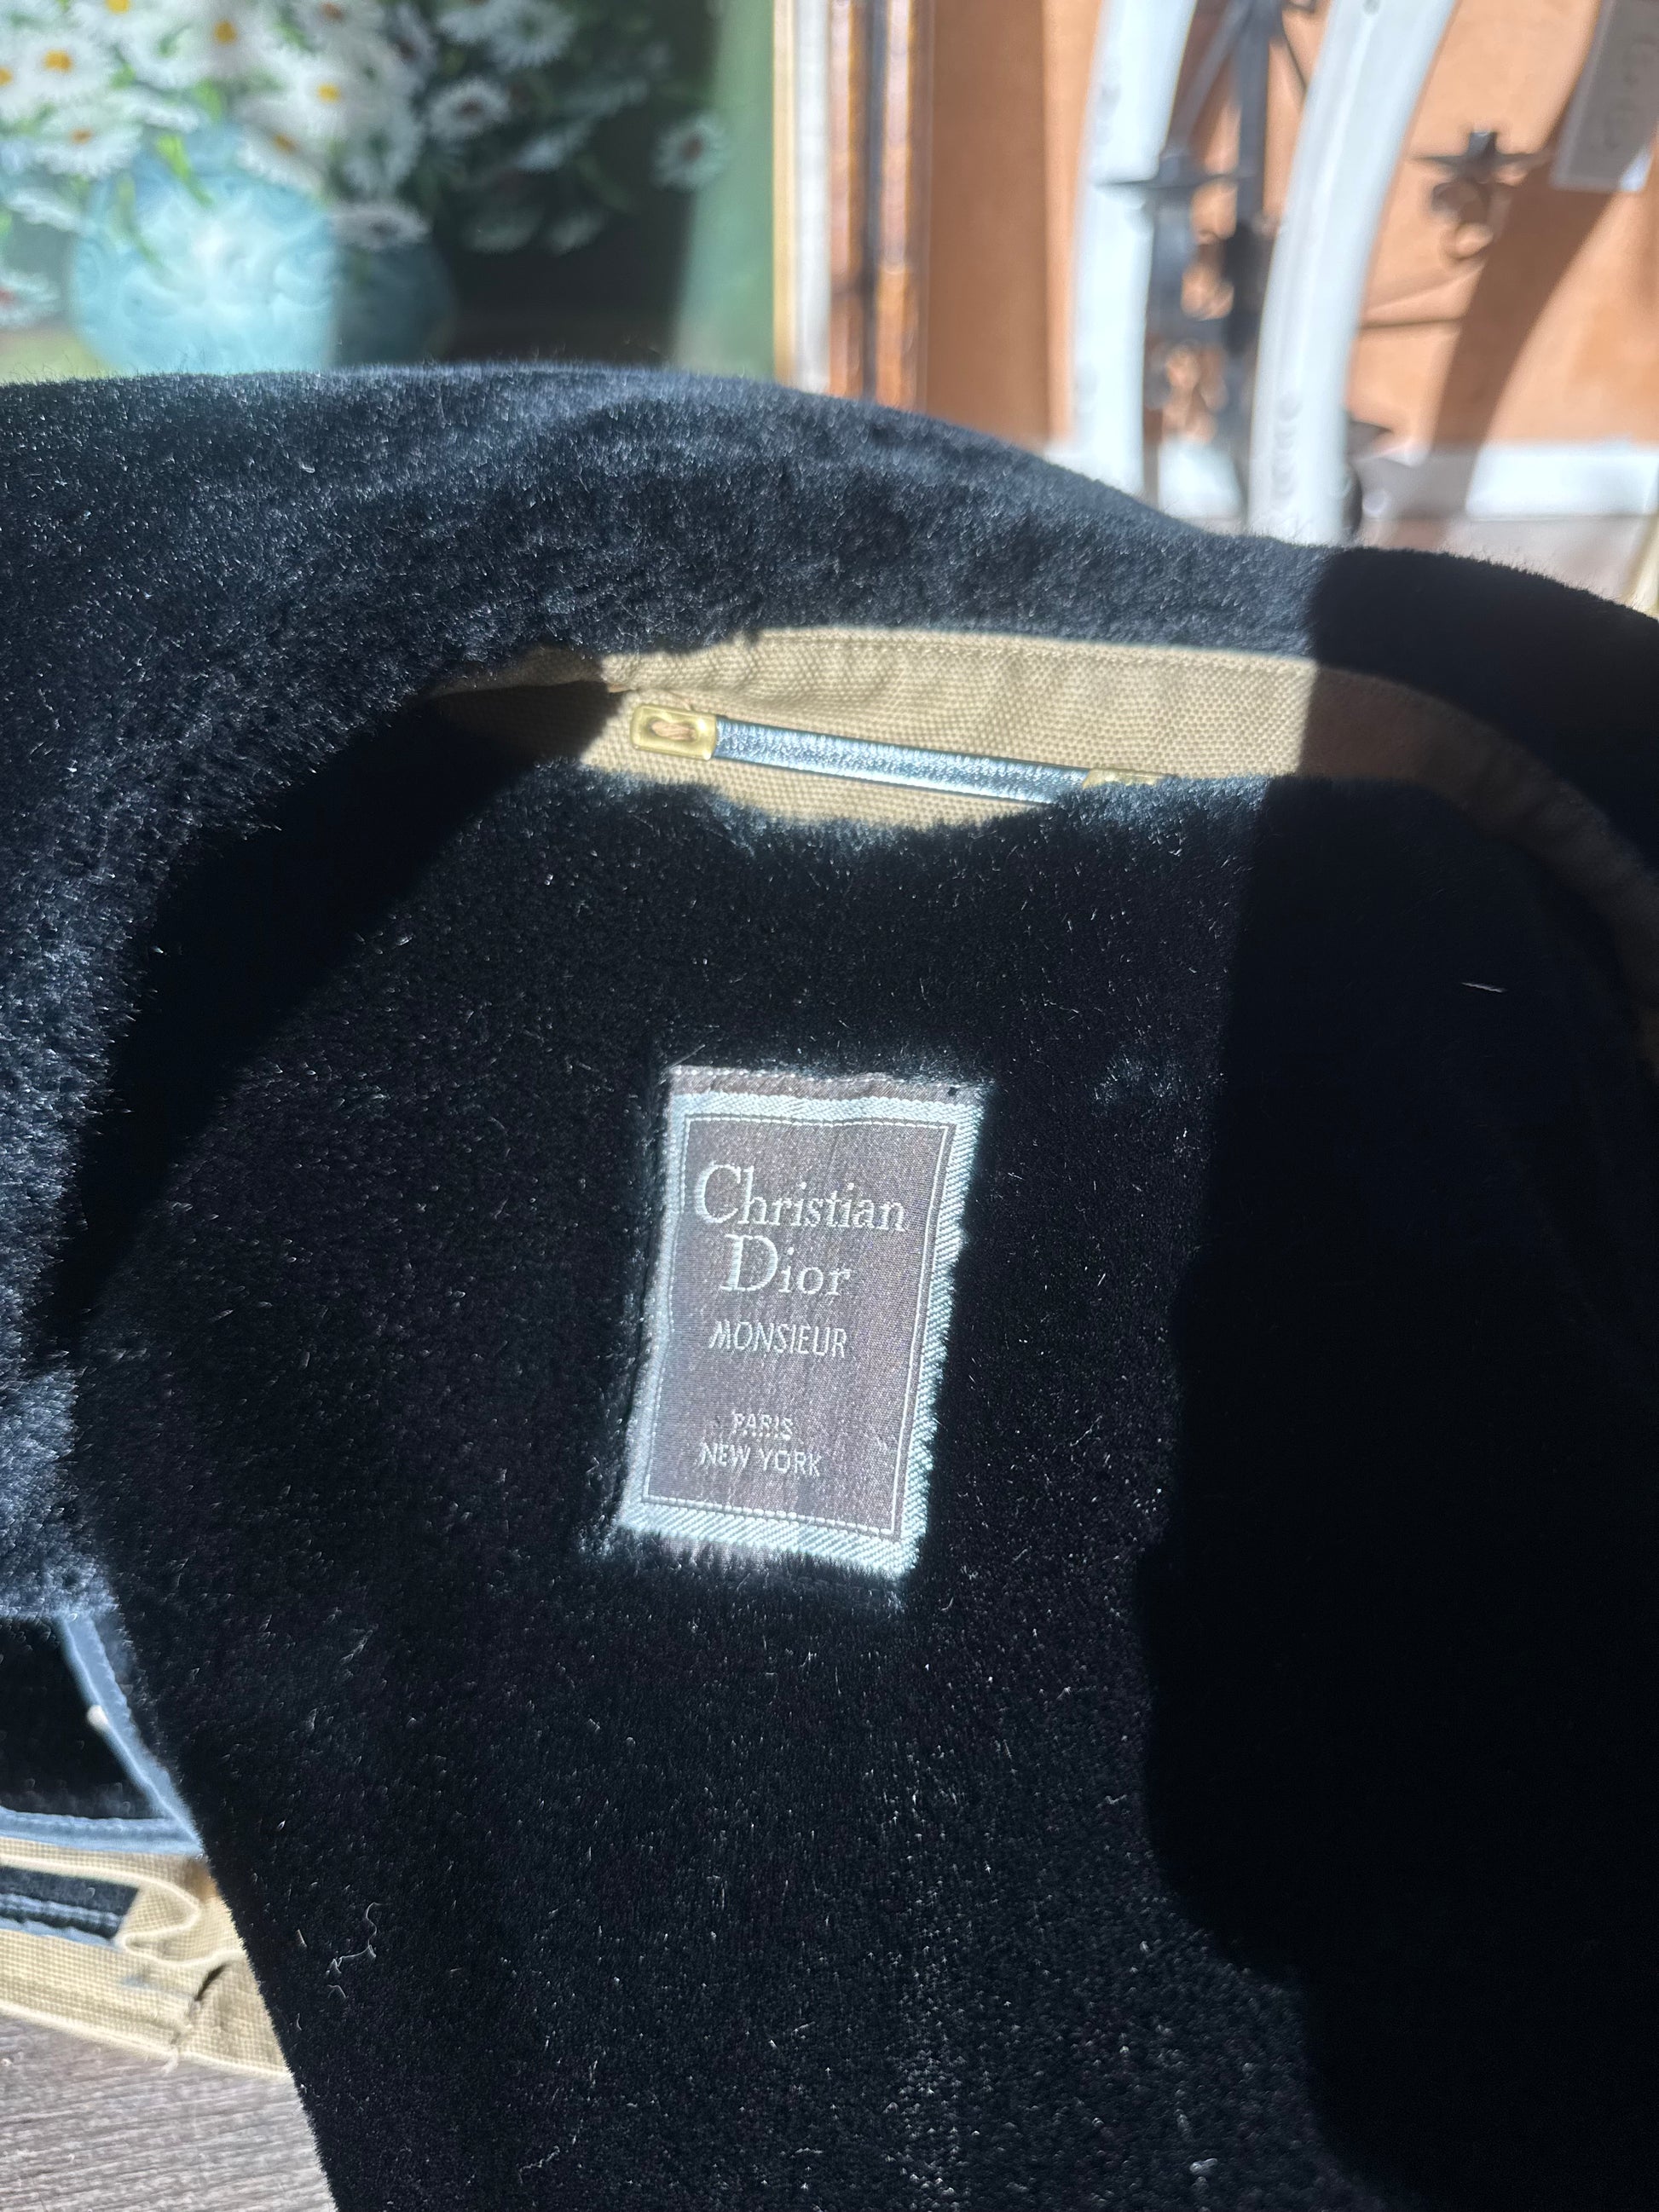 Christian
Dior
MONSIEUR
PARIS
NEW YORK